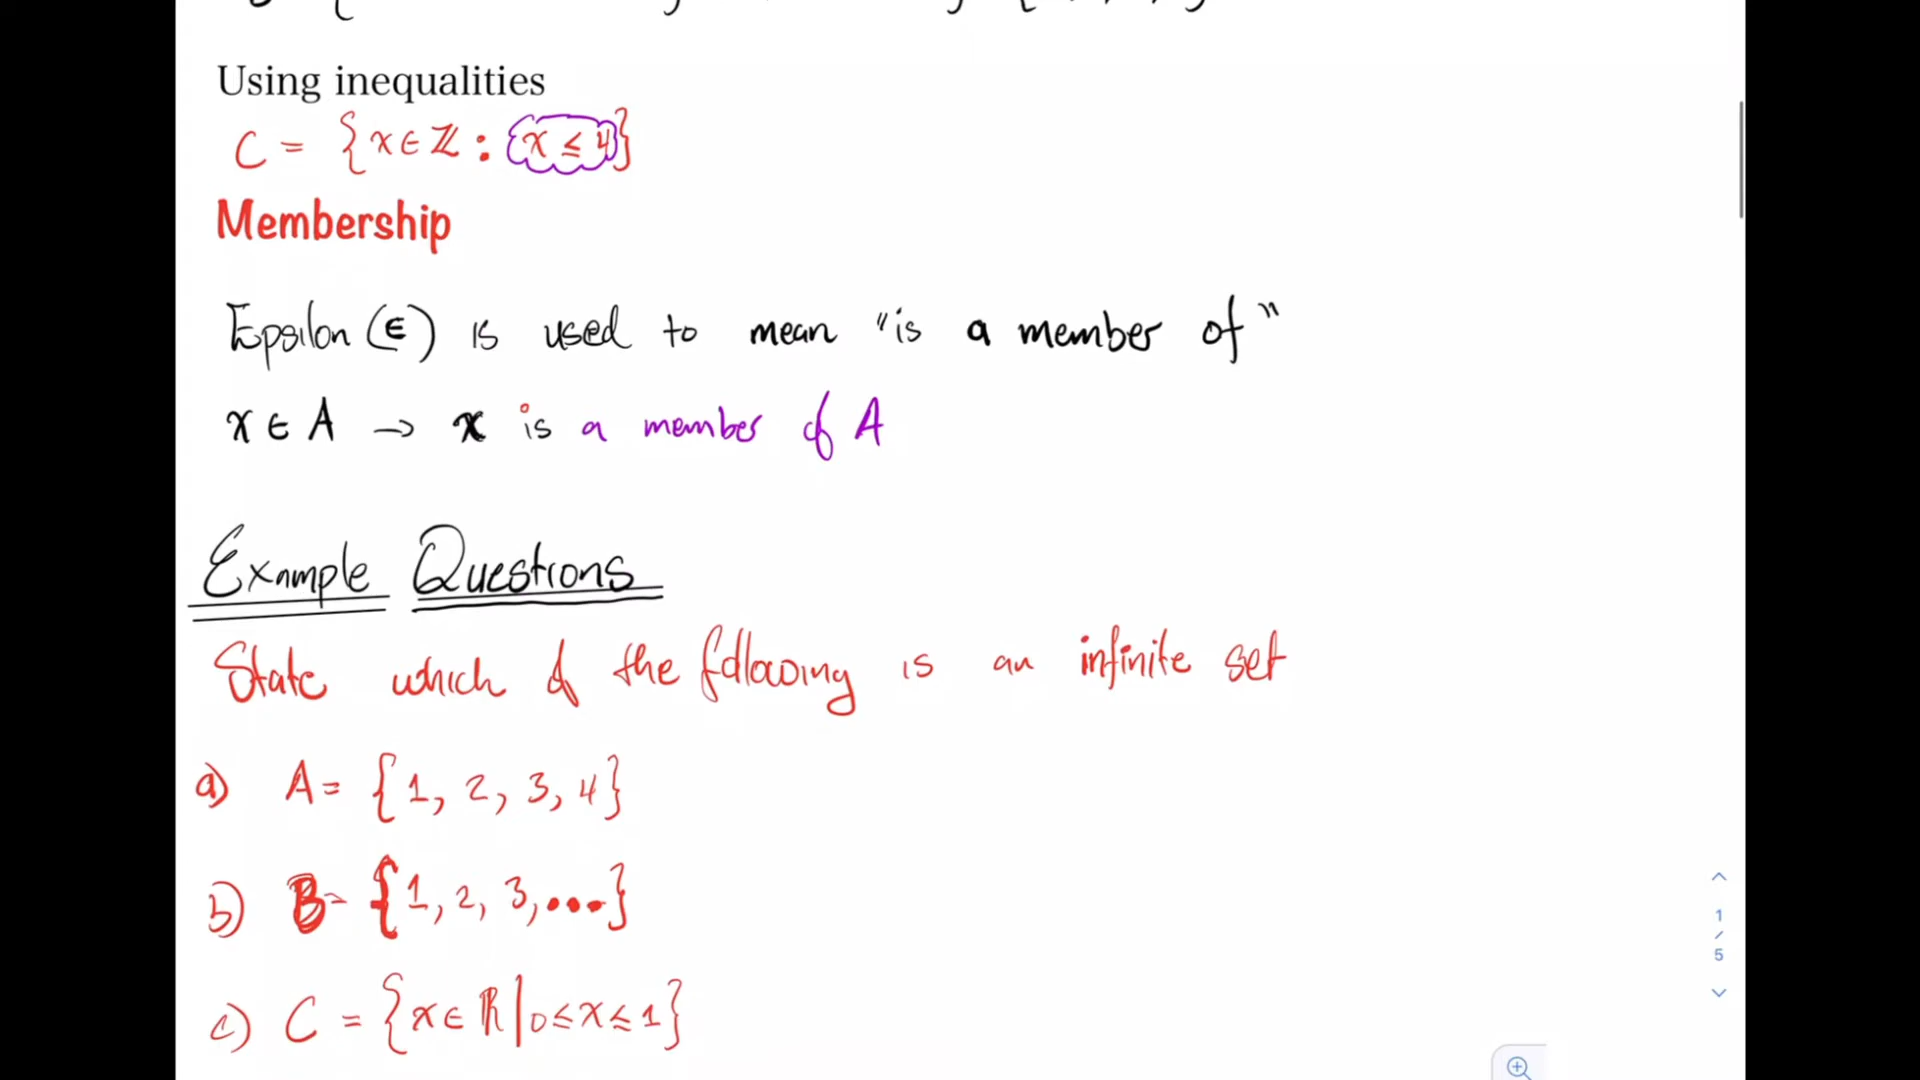 Using inequalities
C = {x∈ℤ : x ≤ 4}
Membership
Epsilon (∈) is used to mean "is a member of"
x ∈ A → x is a member of A
Example Questions
State which of the following is an infinite set
a) A = {1, 2, 3, 4}
b) B = {1, 2, 3, ....}
c) C = {x∈ℝ | 0≤x≤1}
1
/
5